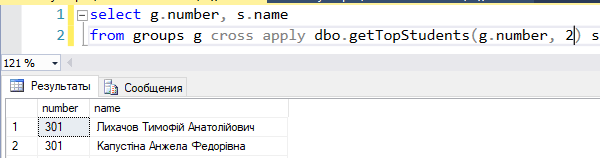 1 select g.number, s.name
2 from groups g cross apply dbo.getTopStudents(g.number, 2) s
121 %
Результаты Сообщения
number name
1 301 Лихачов Тимофій Анатолійович
2 301 Капустіна Анжела Федорівна